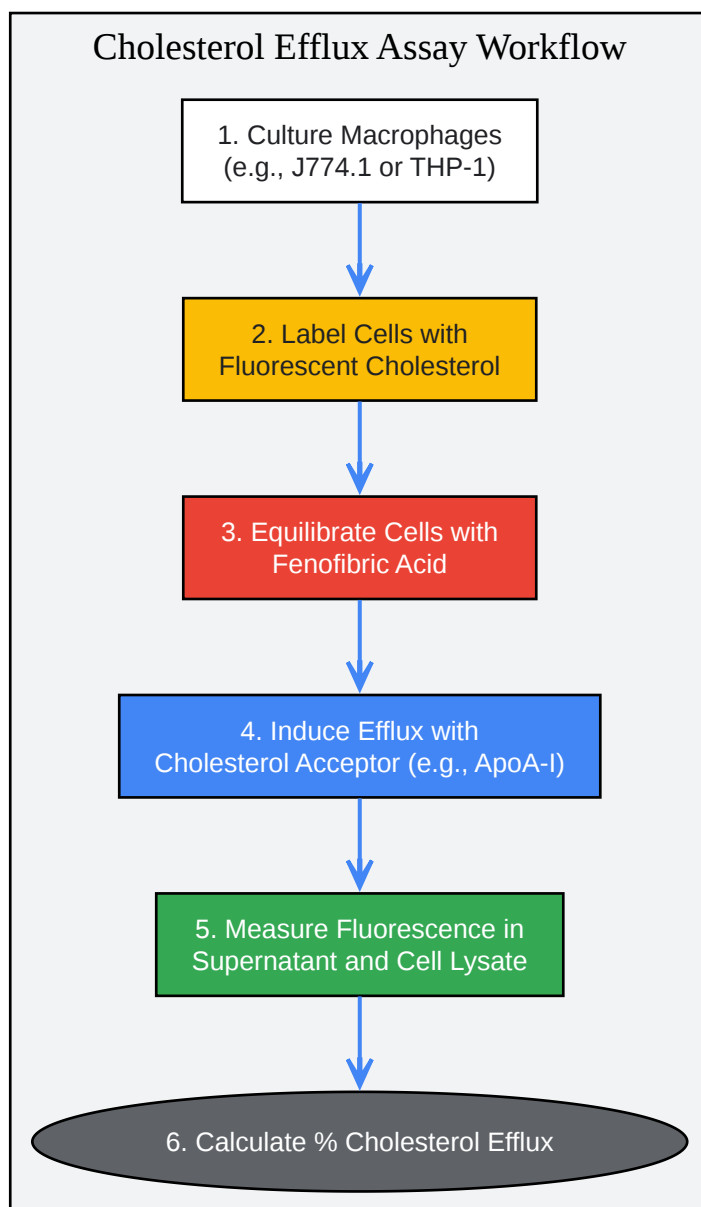 Cholesterol Efflux Assay Workflow
1. Culture Macrophages
(e.g., J774.1 or THP-1)
2. Label Cells with
Fluorescent Cholesterol
3. Equilibrate Cells with
Fenofibric Acid
4. Induce Efflux with
Cholesterol Acceptor (e.g., ApoA-I)
5. Measure Fluorescence in
Supernatant and Cell Lysate
6. Calculate % Cholesterol Efflux